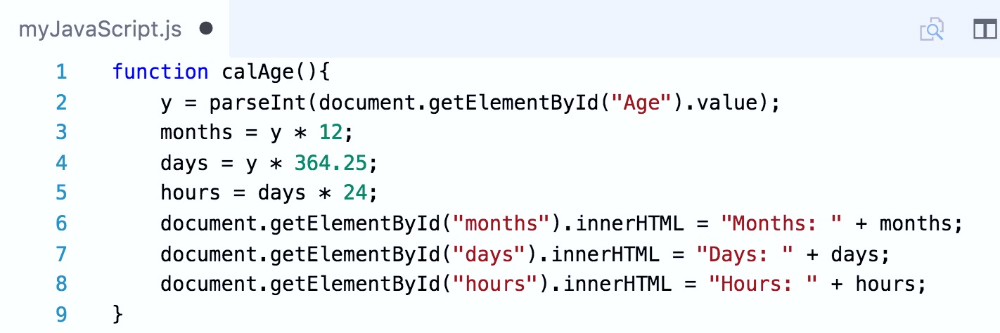 myJavaScript.js
1 function calAge(){
2 y = parseInt(document.getElementById("Age").value);
3 months = y * 12;
4 days = y * 364.25;
5 hours = days * 24;
6 document.getElementById("months").innerHTML = "Months: " + months;
7 document.getElementById("days").innerHTML = "Days: " + days;
8 document.getElementById("hours").innerHTML = "Hours: " + hours;
9 }